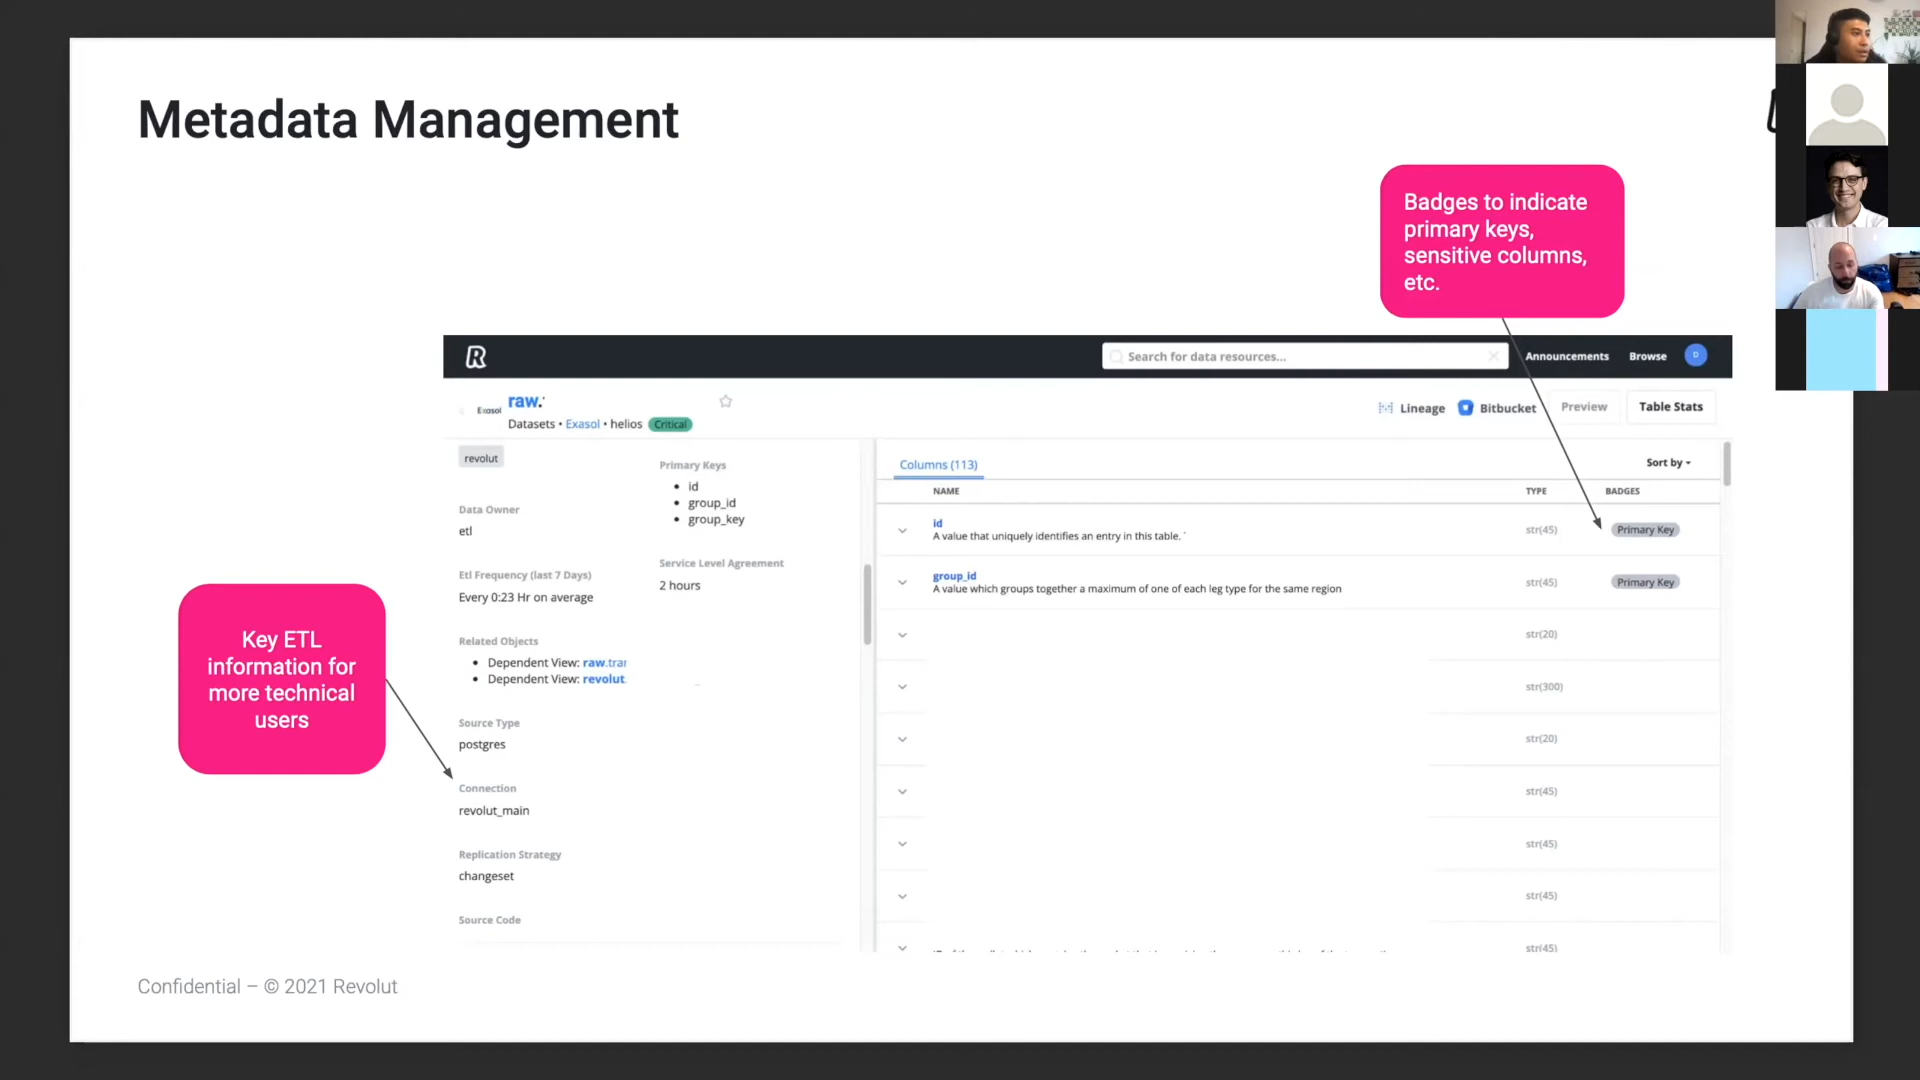 Metadata Management
Badges to indicate
primary keys,
sensitive columns,
etc.
Search for data resources...
Announcements
Browse
D
Exasol
raw.
Datasets • Exasol • helios
Critical
Lineage
Bitbucket
Preview
Table Stats
revolut
Data Owner
etl
Etl Frequency (last 7 Days)
Every 0:23 Hr on average
Related Objects
Dependent View: raw.trar
Dependent View: revolut.
Source Type
postgres
Connection
revolut_main
Replication Strategy
changeset
Source Code
Primary Keys
id
group_id
group_key
Service Level Agreement
2 hours
Columns (113)
Sort by
NAME
TYPE
BADGES
id
A value that uniquely identifies an entry in this table.
str(45)
Primary Key
group_id
A value which groups together a maximum of one of each leg type for the same region
str(45)
Primary Key
str(20)
str(300)
str(20)
str(45)
str(45)
str(45)
str(45)
Key ETL
information for
more technical
users
Confidential – © 2021 Revolut